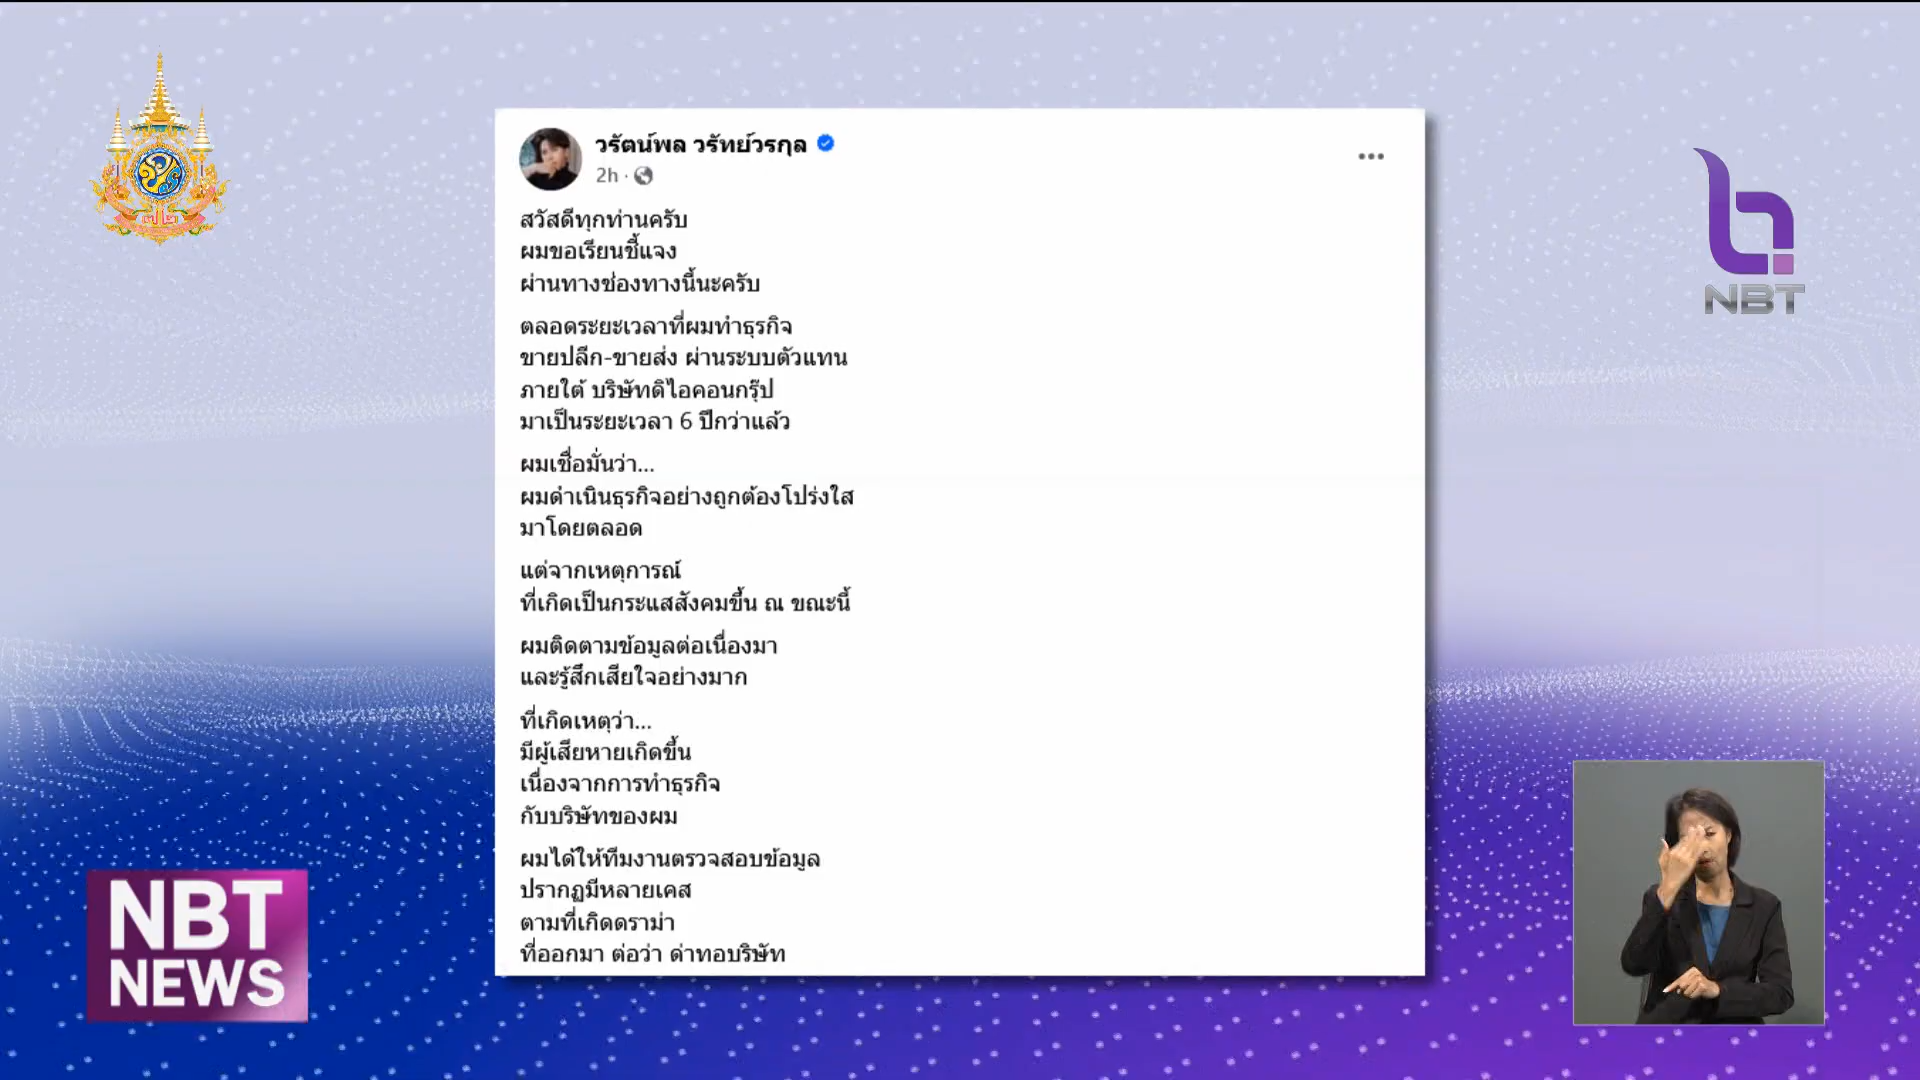 วรัตน์พล วรัทย์วรกุล
2h
สวัสดีทุกท่านครับ
ผมขอเรียนชี้แจง
ผ่านทางช่องทางนี้นะครับ
ตลอดระยะเวลาที่ผมทำธุรกิจ
ขายปลีก-ขายส่ง ผ่านระบบตัวแทน
ภายใต้ บริษัทดิไอคอนกรุ๊ป
มาเป็นระยะเวลา 6 ปีกว่าแล้ว
ผมเชื่อมั่นว่า...
ผมดำเนินธุรกิจอย่างถูกต้องโปร่งใส
มาโดยตลอด
แต่จากเหตุการณ์
ที่เกิดเป็นกระแสสังคมขึ้น ณ ขณะนี้
ผมติดตามข้อมูลต่อเนื่องมา
และรู้สึกเสียใจอย่างมาก
ที่เกิดเหตุว่า...
มีผู้เสียหายเกิดขึ้น
เนื่องจากการทำธุรกิจ
กับบริษัทของผม
ผมได้ให้ทีมงานตรวจสอบข้อมูล
ปรากฏมีหลายเคส
ตามที่เกิดดราม่า
ที่ออกมา ต่อว่า ด่าทอบริษัท
NBT
NBT
NEWS
๗๒